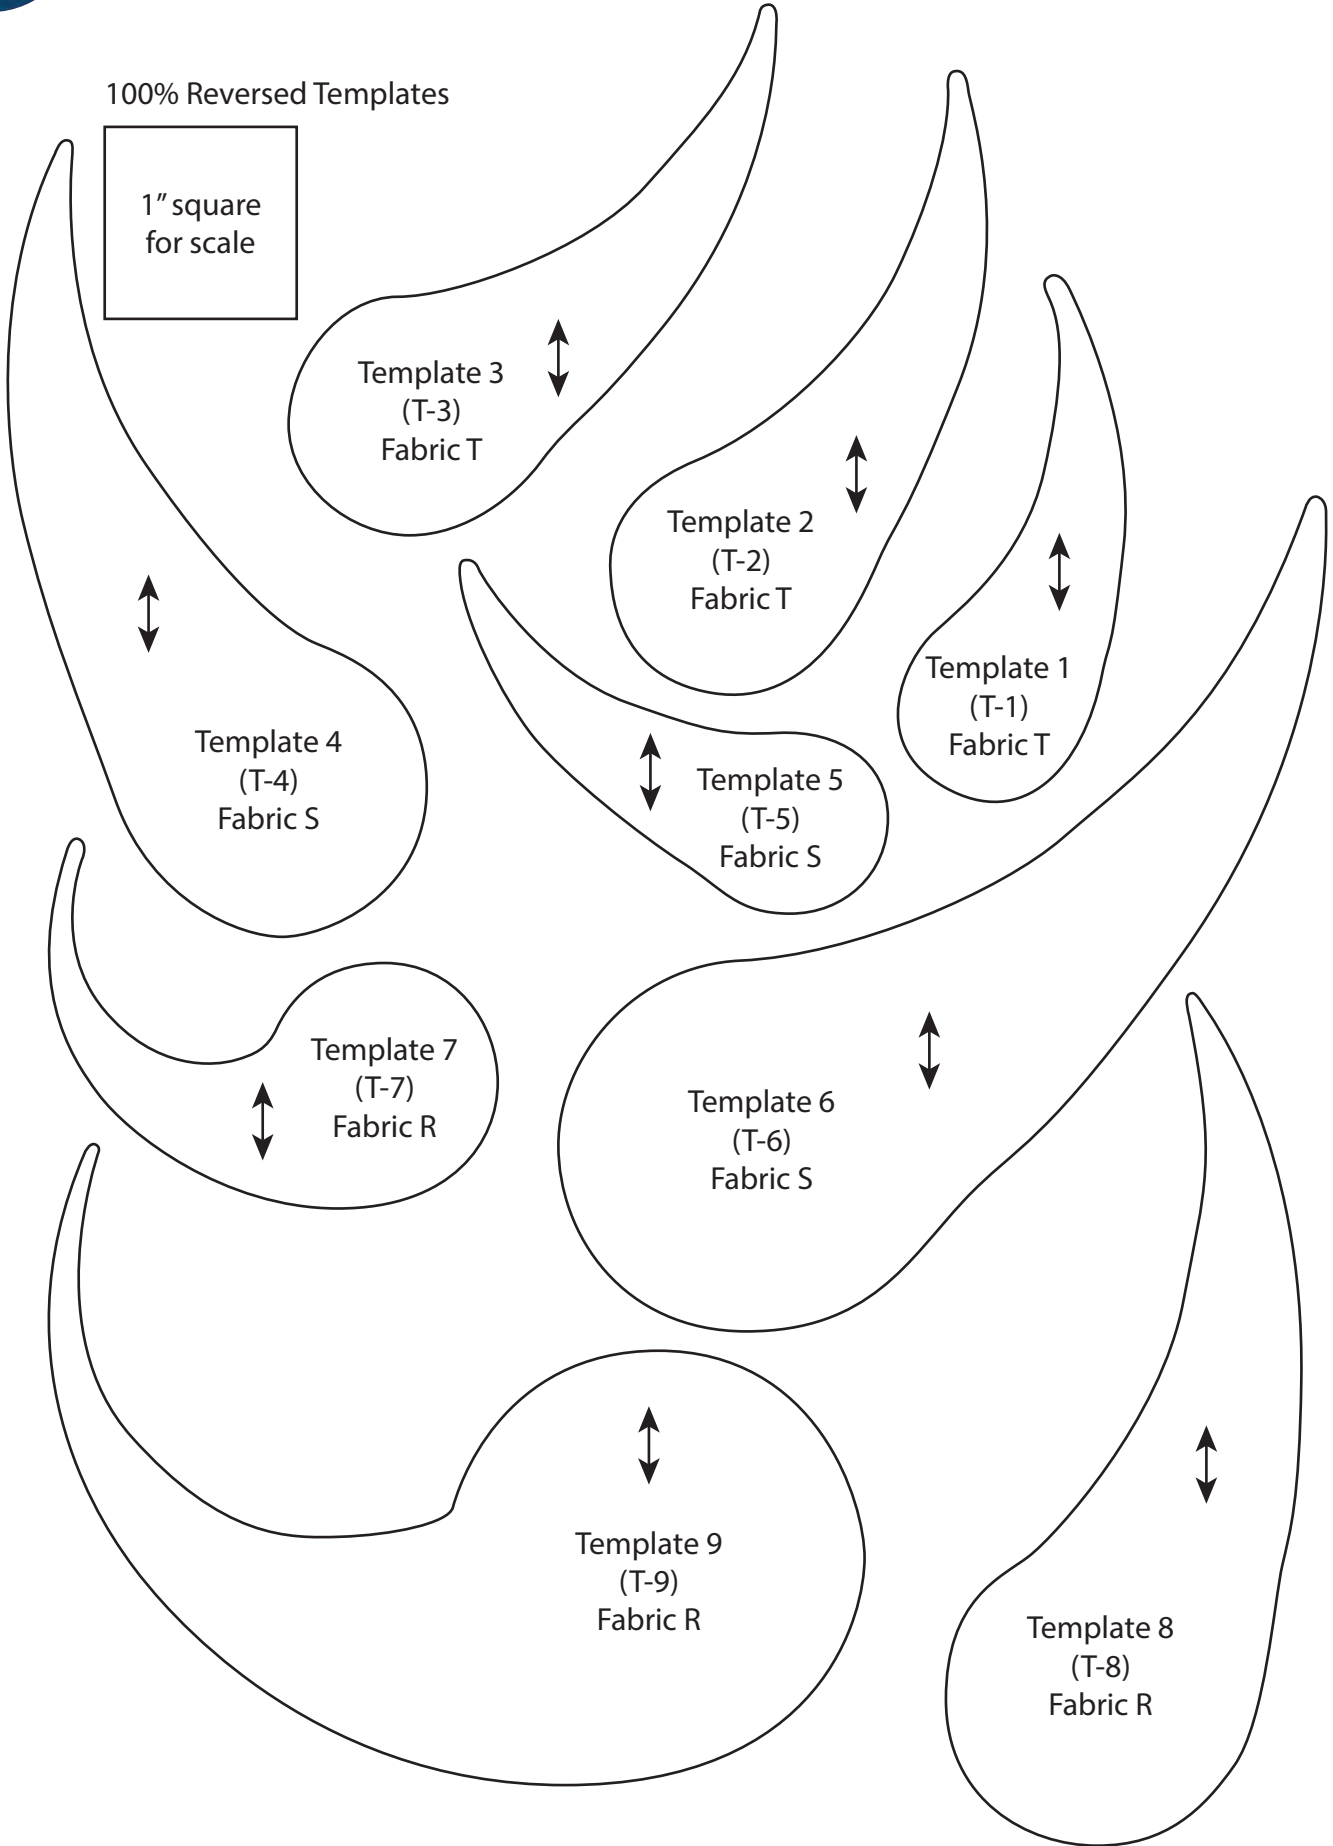 100% Reversed Templates
1” square
for scale
Template 3
(T-3)
Fabric T
Template 2
(T-2)
Fabric T
Template 1
(T-1)
Fabric T
Template 4
(T-4)
Fabric S
Template 5
(T-5)
Fabric S
Template 7
(T-7)
Fabric R
Template 6
(T-6)
Fabric S
Template 9
(T-9)
Fabric R
Template 8
(T-8)
Fabric R